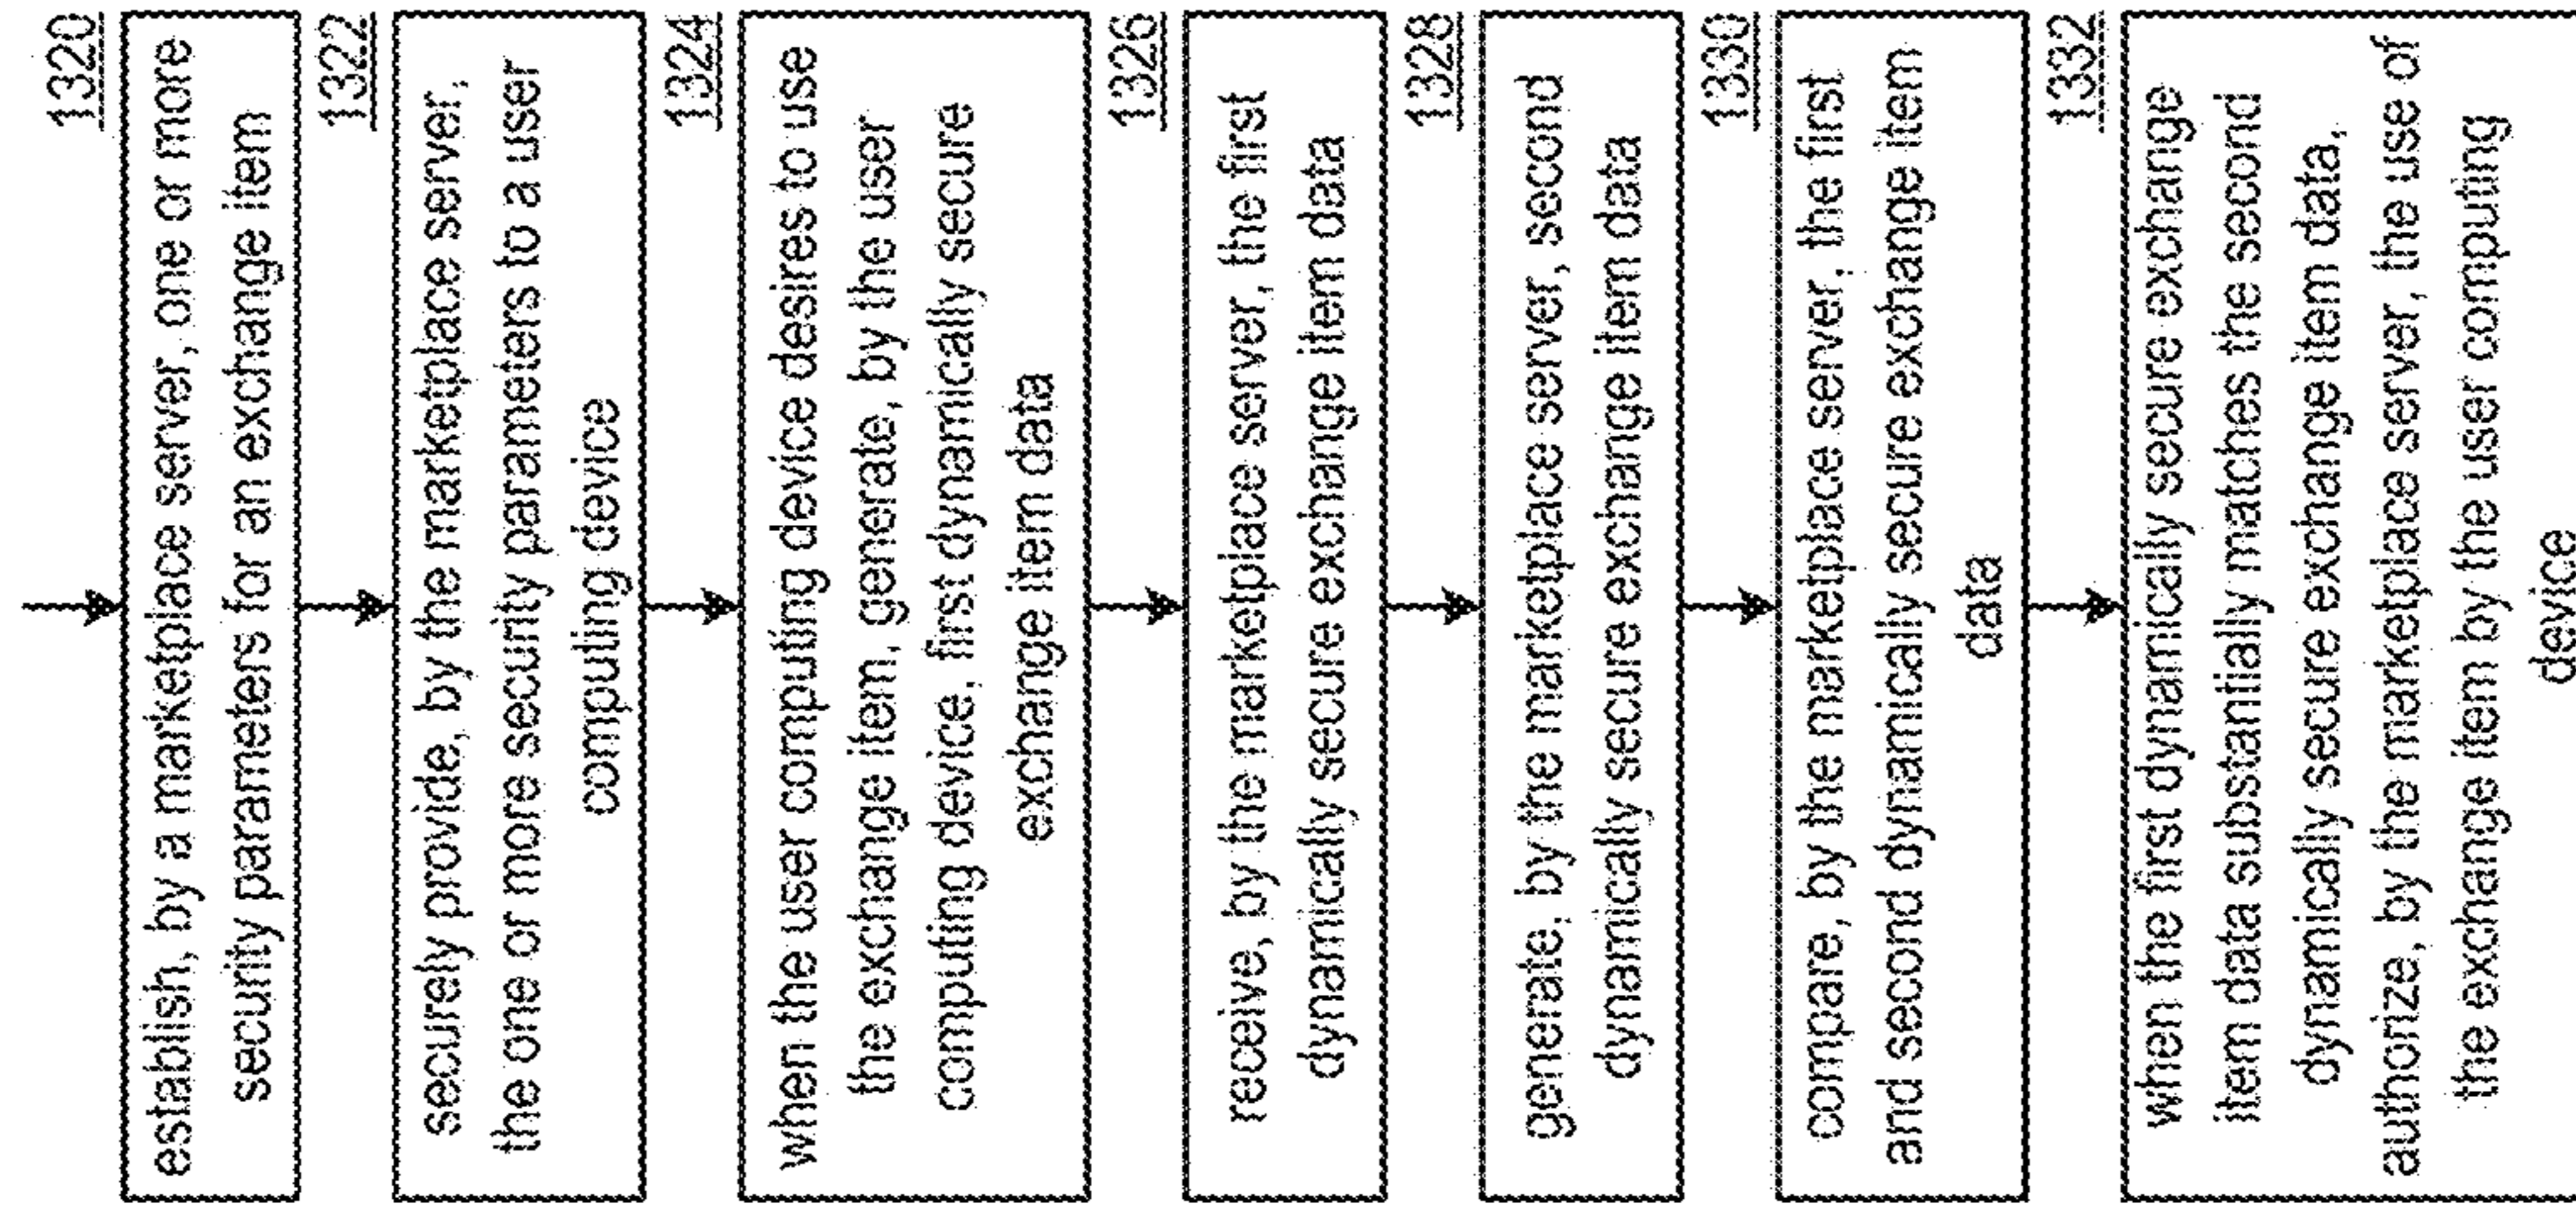 1320
establish, by a marketplace server, one or more
security parameters for an exchange item
1322
securely provide, by the marketplace server,
the one or more security parameters to a user
computing device
1324
when the user computing device desires to use
the exchange item, generate, by the user
computing device, first dynamically secure
exchange item data
1326
receive, by the marketplace server, the first
dynamically secure exchange item data
1328
generate, by the marketplace server, second
dynamically secure exchange item data
1330
compare, by the marketplace server, the first
and second dynamically secure exchange item
data
1332
when the first dynamically secure exchange
item data substantially matches the second
dynamically secure exchange item data,
authorize, by the marketplace server, the use of
the exchange item by the user computing
device